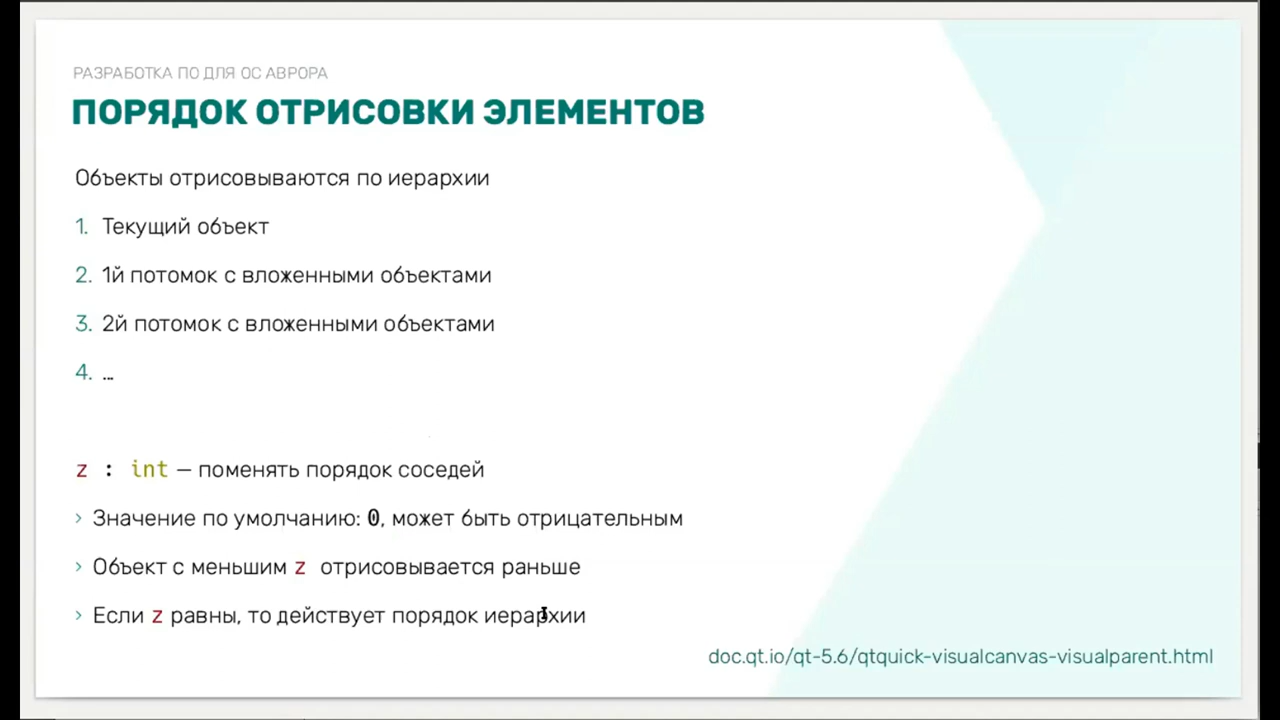 РАЗРАБОТКА ПО ДЛЯ ОС АВРОРА
ПОРЯДОК ОТРИСОВКИ ЭЛЕМЕНТОВ
Объекты отрисовываются по иерархии
1. Текущий объект
2. 1й потомок с вложенными объектами
3. 2й потомок с вложенными объектами
4. …
z : int — поменять порядок соседей
› Значение по умолчанию: 0, может быть отрицательным
› Объект с меньшим z отрисовывается раньше
› Если z равны, то действует порядок иерархии
doc.qt.io/qt-5.6/qtquick-visualcanvas-visualparent.html